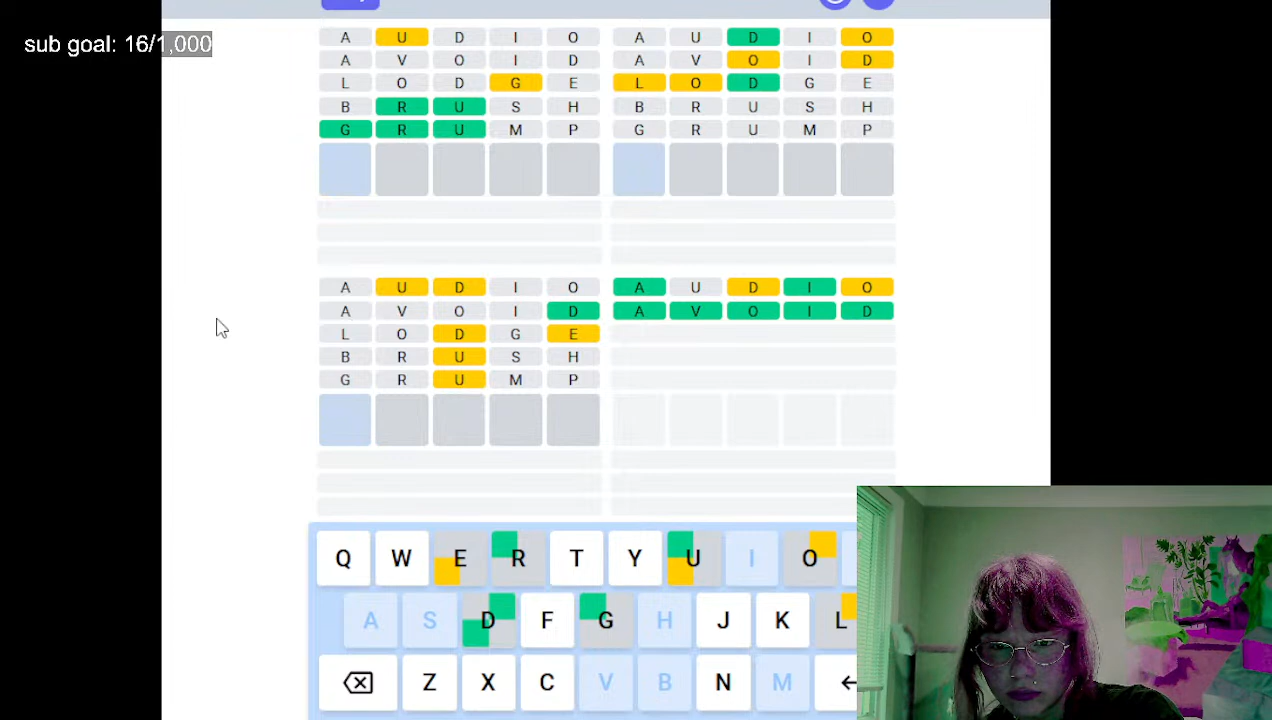 sub goal: 16/1,000
A U D I O A U D I O
A V O I D A V O I D
L O D G E L O D G E
B R U S H B R U S H
G R U M P G R U M P
A U D I O A U D I O
A V O I D A V O I D
L O D G E
B R U S H
G R U M P
Q W E R T Y U I O
A S D F G H J K L
Z X C V B N M